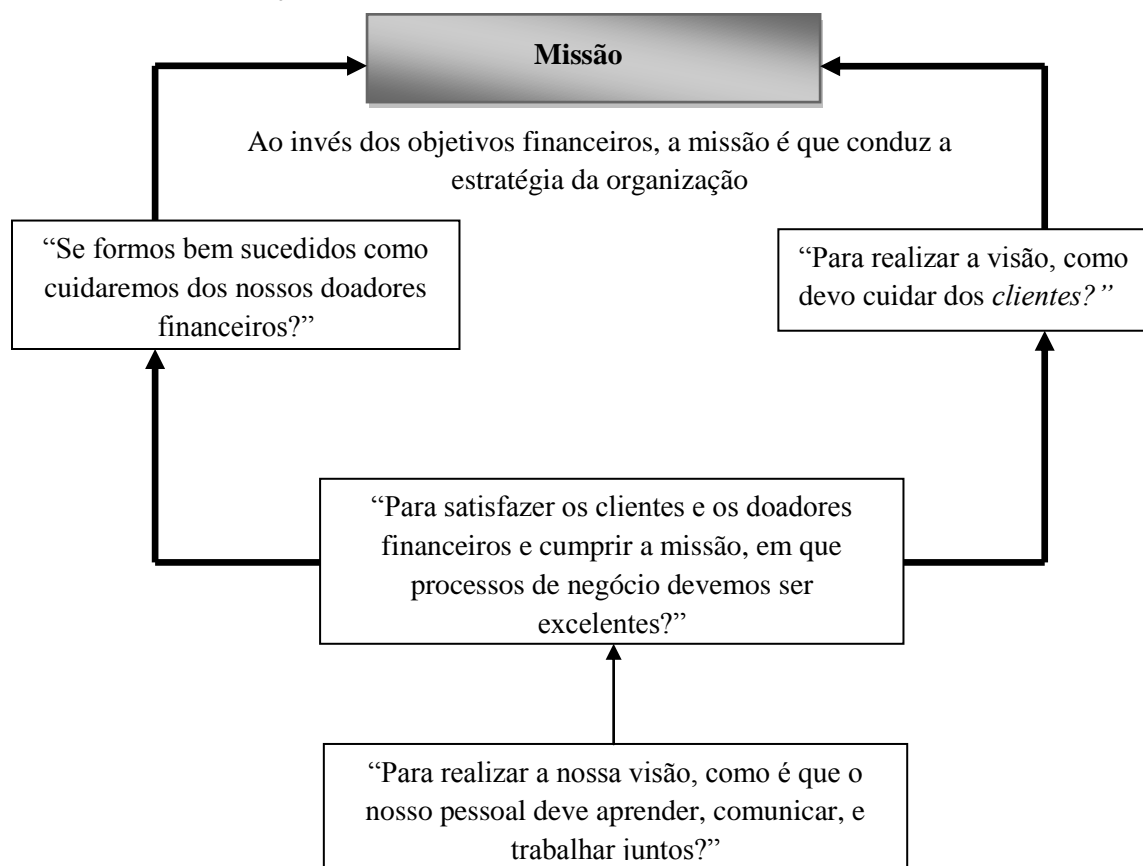 Missão
Ao invés dos objetivos financeiros, a missão é que conduz a
estratégia da organização
“Se formos bem sucedidos como
cuidaremos dos nossos doadores
financeiros?”
“Para realizar a visão, como
devo cuidar dos clientes?”
“Para satisfazer os clientes e os doadores
financeiros e cumprir a missão, em que
processos de negócio devemos ser
excelentes?”
“Para realizar a nossa visão, como é que o
nosso pessoal deve aprender, comunicar, e
trabalhar juntos?”